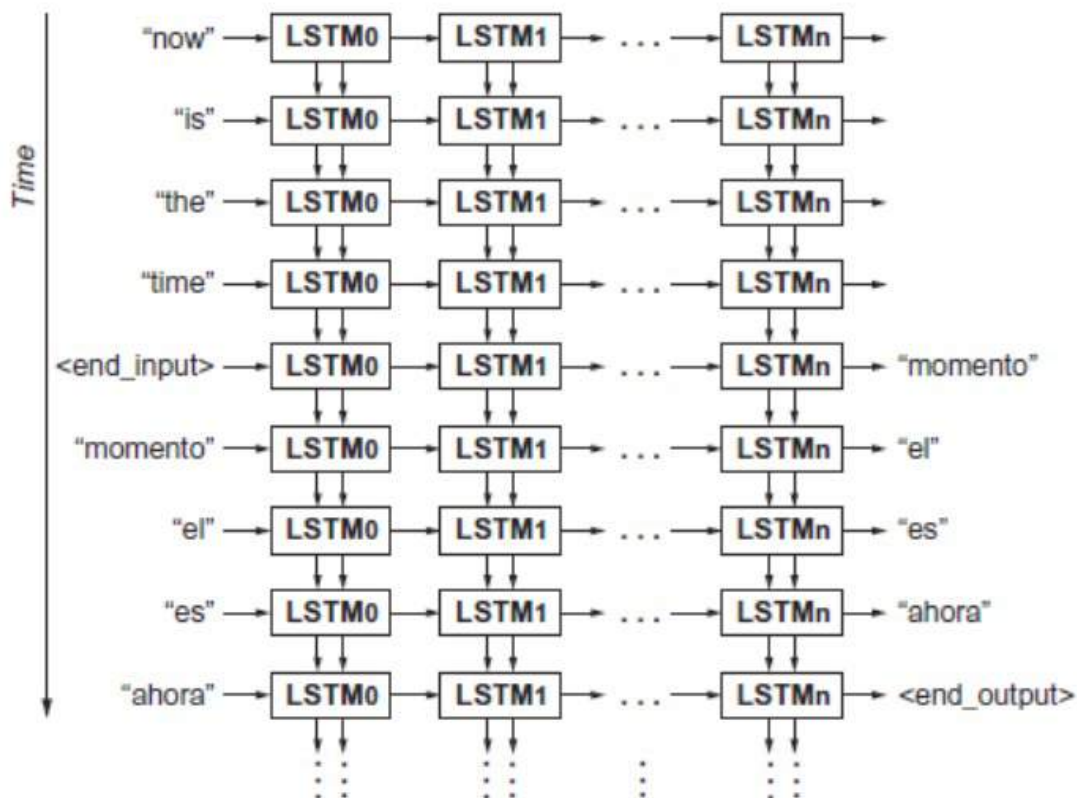 Time
“now” LSTM0 LSTM1 . . . LSTMn
“is” LSTM0 LSTM1 . . . LSTMn
“the” LSTM0 LSTM1 . . . LSTMn
“time” LSTM0 LSTM1 . . . LSTMn
<end_input> LSTM0 LSTM1 . . . LSTMn “momento”
“momento” LSTM0 LSTM1 . . . LSTMn “el”
“el” LSTM0 LSTM1 . . . LSTMn “es”
“es” LSTM0 LSTM1 . . . LSTMn “ahora”
“ahora” LSTM0 LSTM1 . . . LSTMn <end_output>